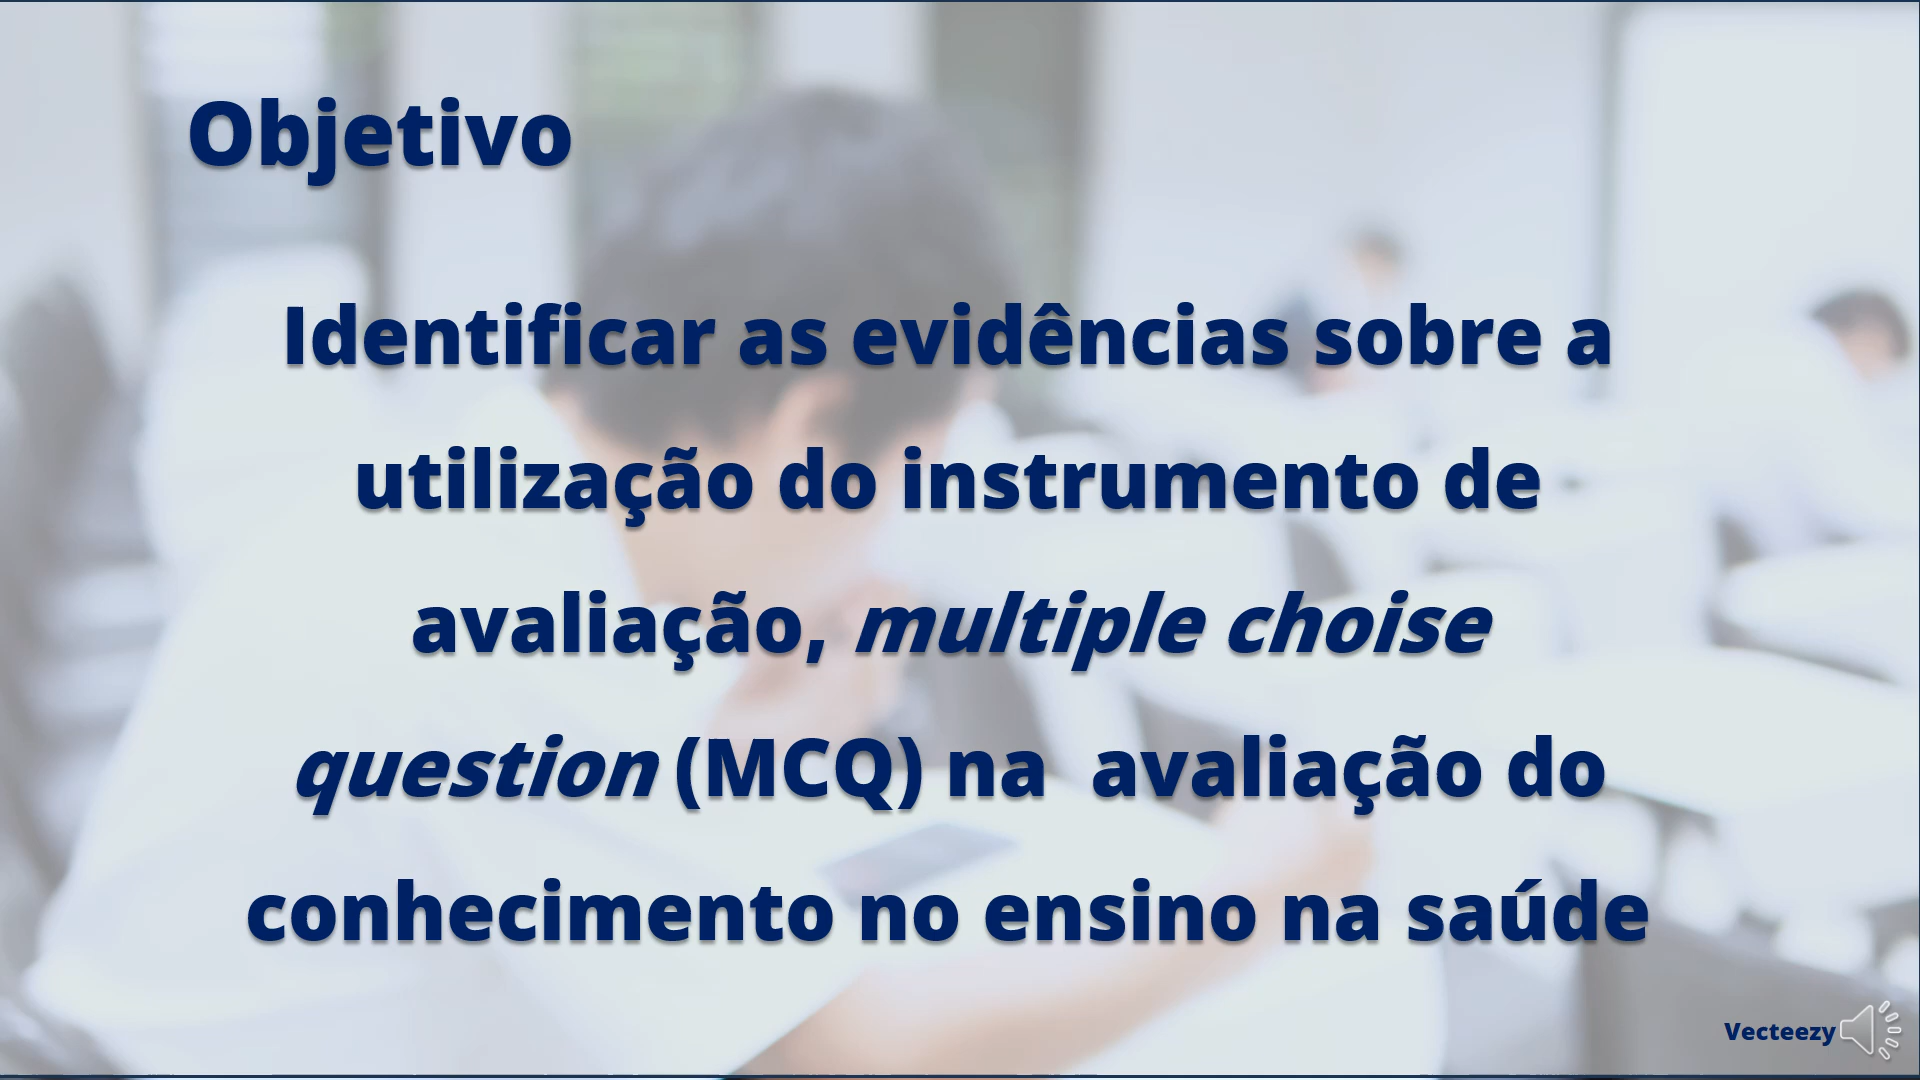 Objetivo
Identificar as evidências sobre a
utilização do instrumento de
avaliação, multiple choise
question (MCQ) na  avaliação do
conhecimento no ensino na saúde
Vecteezy